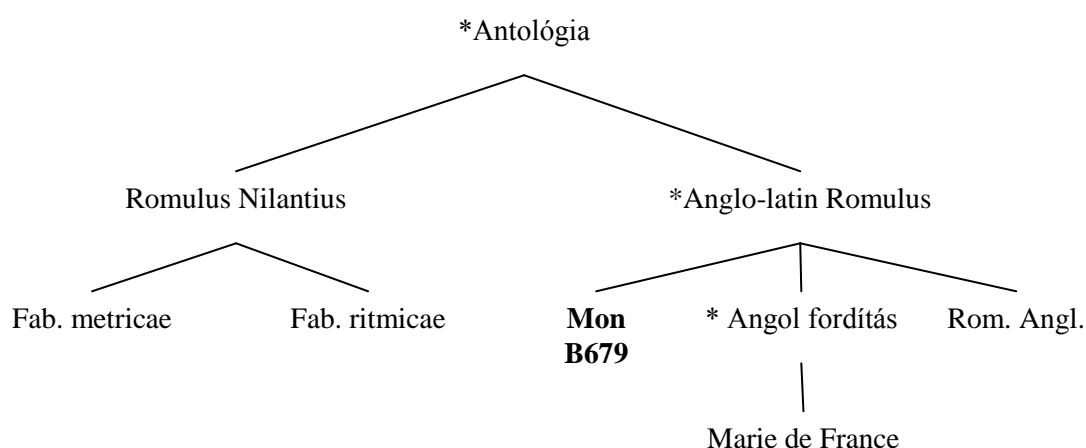 *Antológia
Romulus Nilantius
*Anglo-latin Romulus
Fab. metricae
Fab. ritmicae
Mon
B679
* Angol fordítás
Rom. Angl.
Marie de France